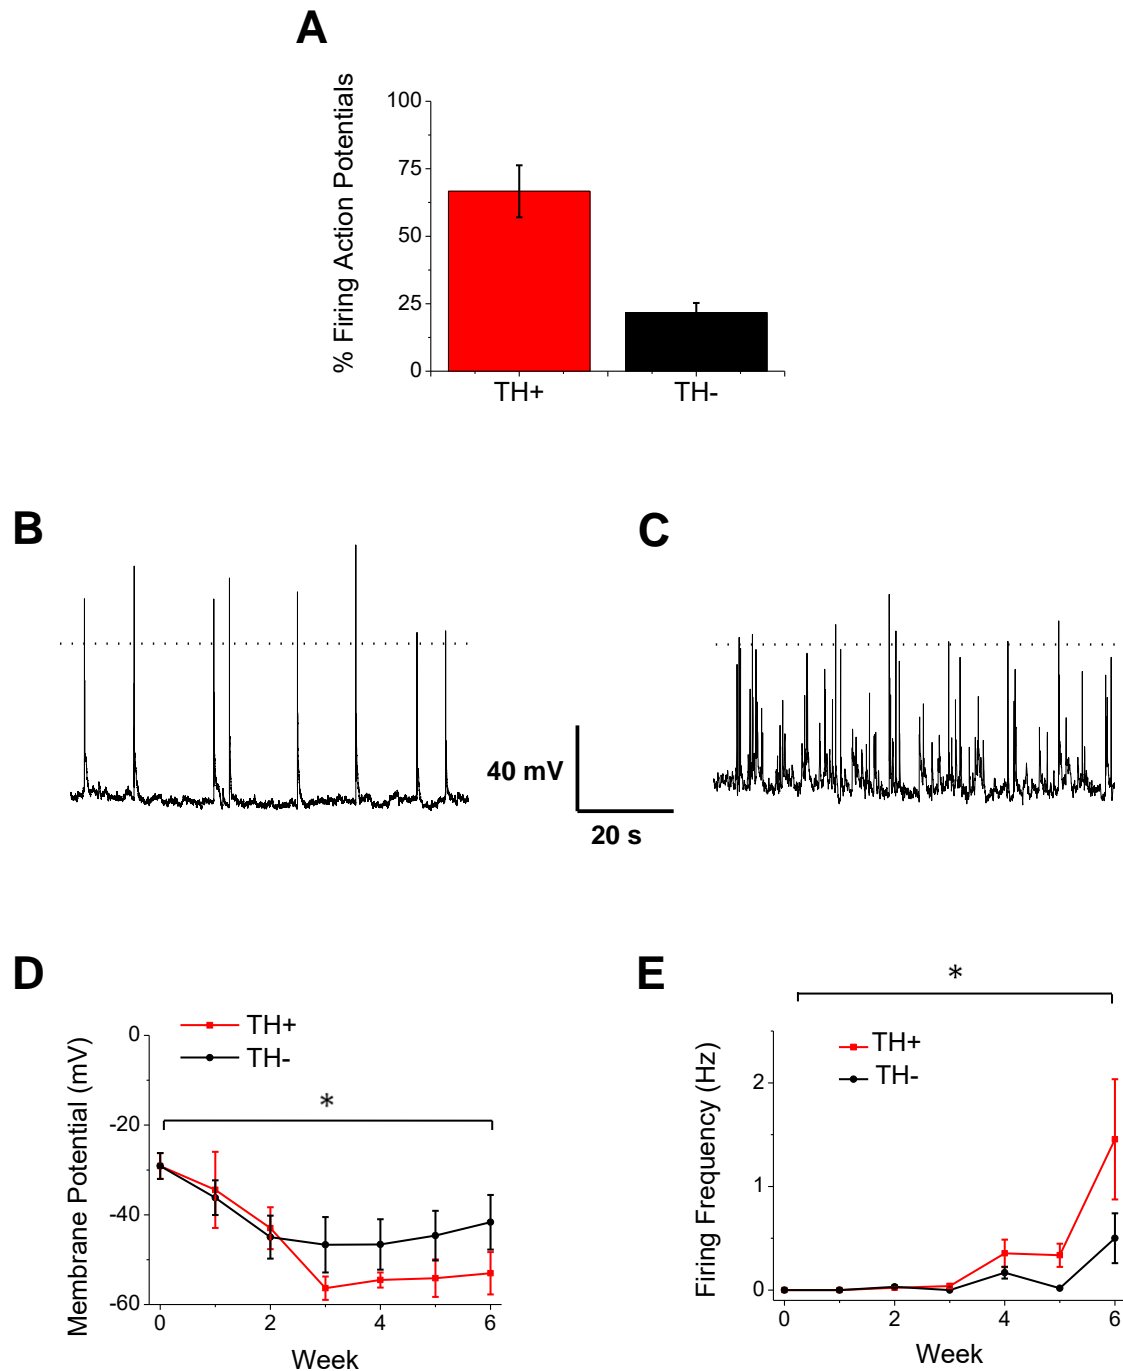 A
% Firing Action Potentials
100
75
50
25
0
TH+
TH-
B
C
40 mV
20 s
D
TH+
TH-
*
Membrane Potential (mV)
0
-20
-40
-60
0
2
4
6
Week
E
*
TH+
TH-
Firing Frequency (Hz)
2
1
0
0
2
4
6
Week